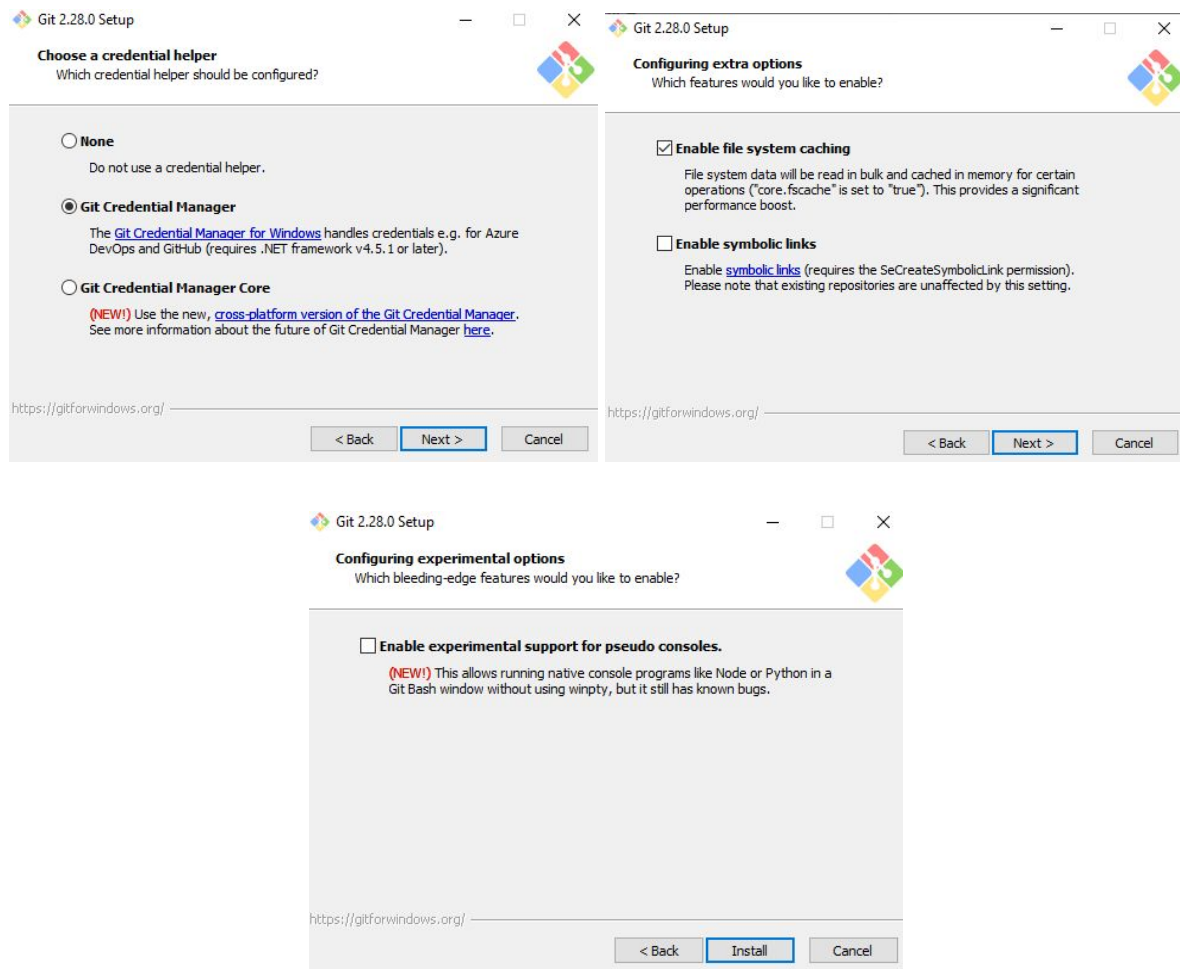 Git 2.28.0 Setup
Choose a credential helper
Which credential helper should be configured?
None
Do not use a credential helper.
Git Credential Manager
The Git Credential Manager for Windows handles credentials e.g. for Azure
DevOps and GitHub (requires .NET framework v4.5.1 or later).
Git Credential Manager Core
(NEW!) Use the new, cross-platform version of the Git Credential Manager.
See more information about the future of Git Credential Manager here.
https://gitforwindows.org/
< Back
Next >
Cancel
Git 2.28.0 Setup
Configuring extra options
Which features would you like to enable?
Enable file system caching
File system data will be read in bulk and cached in memory for certain
operations ("core.fscache" is set to "true"). This provides a significant
performance boost.
Enable symbolic links
Enable symbolic links (requires the SeCreateSymbolicLink permission).
Please note that existing repositories are unaffected by this setting.
https://gitforwindows.org/
< Back
Next >
Cancel
Git 2.28.0 Setup
Configuring experimental options
Which bleeding-edge features would you like to enable?
Enable experimental support for pseudo consoles.
(NEW!) This allows running native console programs like Node or Python in a
Git Bash window without using winpty, but it still has known bugs.
https://gitforwindows.org/
< Back
Install
Cancel